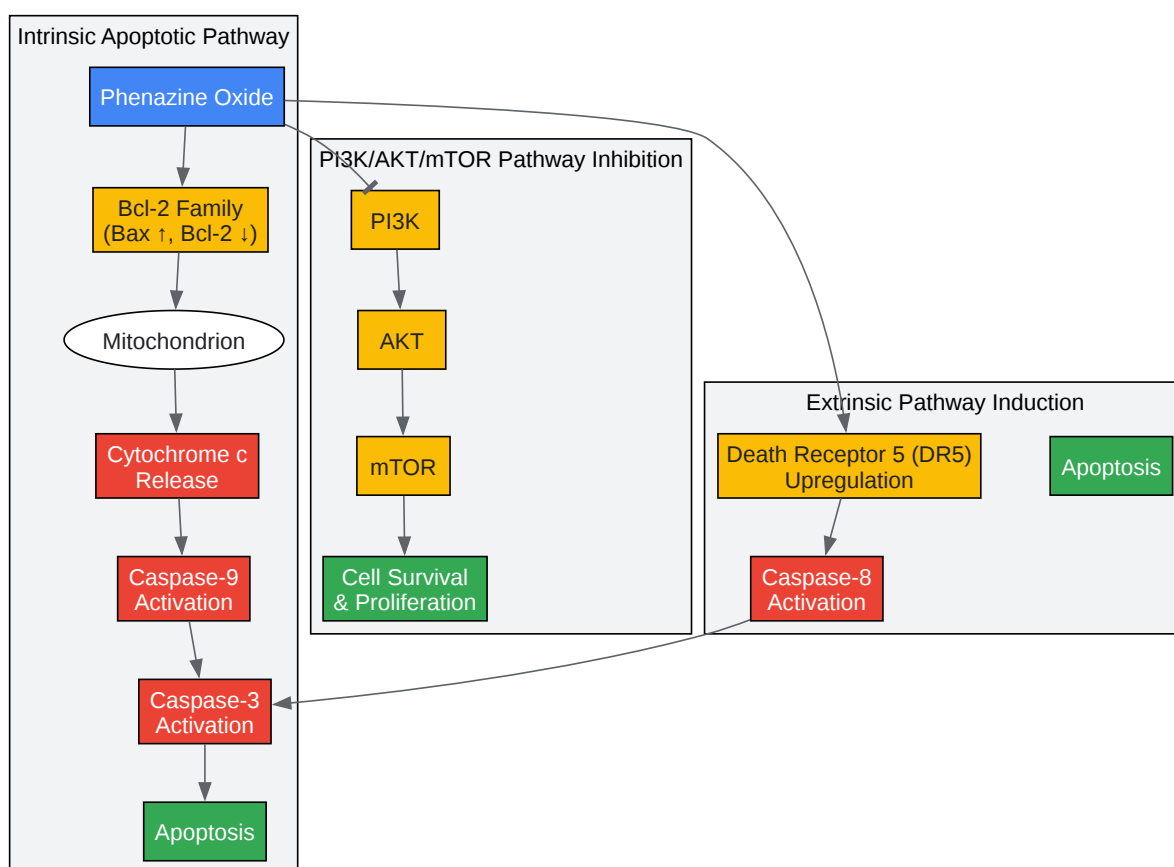 Intrinsic Apoptotic Pathway
Phenazine Oxide
Bcl-2 Family
(Bax ↑, Bcl-2 ↓)
Mitochondrion
Cytochrome c
Release
Caspase-9
Activation
Caspase-3
Activation
Apoptosis
PI3K/AKT/mTOR Pathway Inhibition
PI3K
AKT
mTOR
Cell Survival
& Proliferation
Extrinsic Pathway Induction
Death Receptor 5 (DR5)
Upregulation
Caspase-8
Activation
Apoptosis